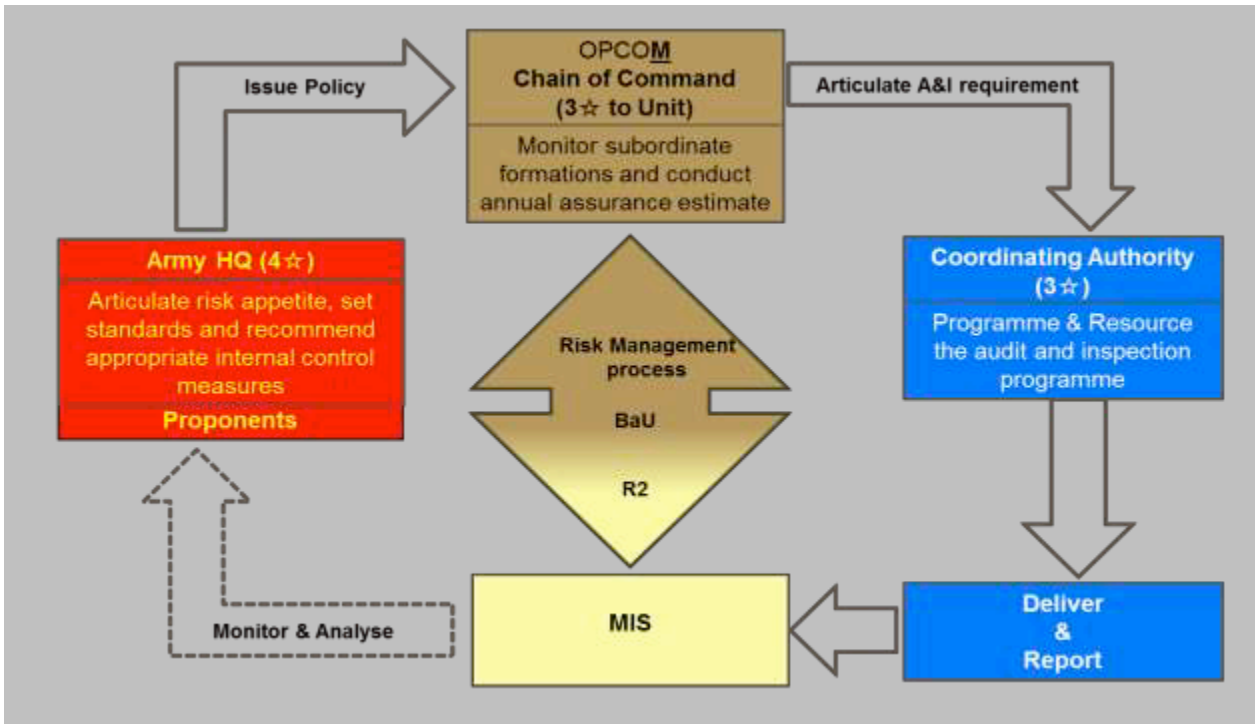 Issue Policy
OPCOM
Chain of Command
(3☆ to Unit)
Monitor subordinate
formations and conduct
annual assurance estimate
Articulate A&I requirement
Army HQ (4☆)
Articulate risk appetite, set
standards and recommend
appropriate internal control
measures
Proponents
Risk Management
process
BaU
R2
Coordinating Authority
(3☆)
Programme & Resource
the audit and inspection
programme
Monitor & Analyse
MIS
Deliver
&
Report